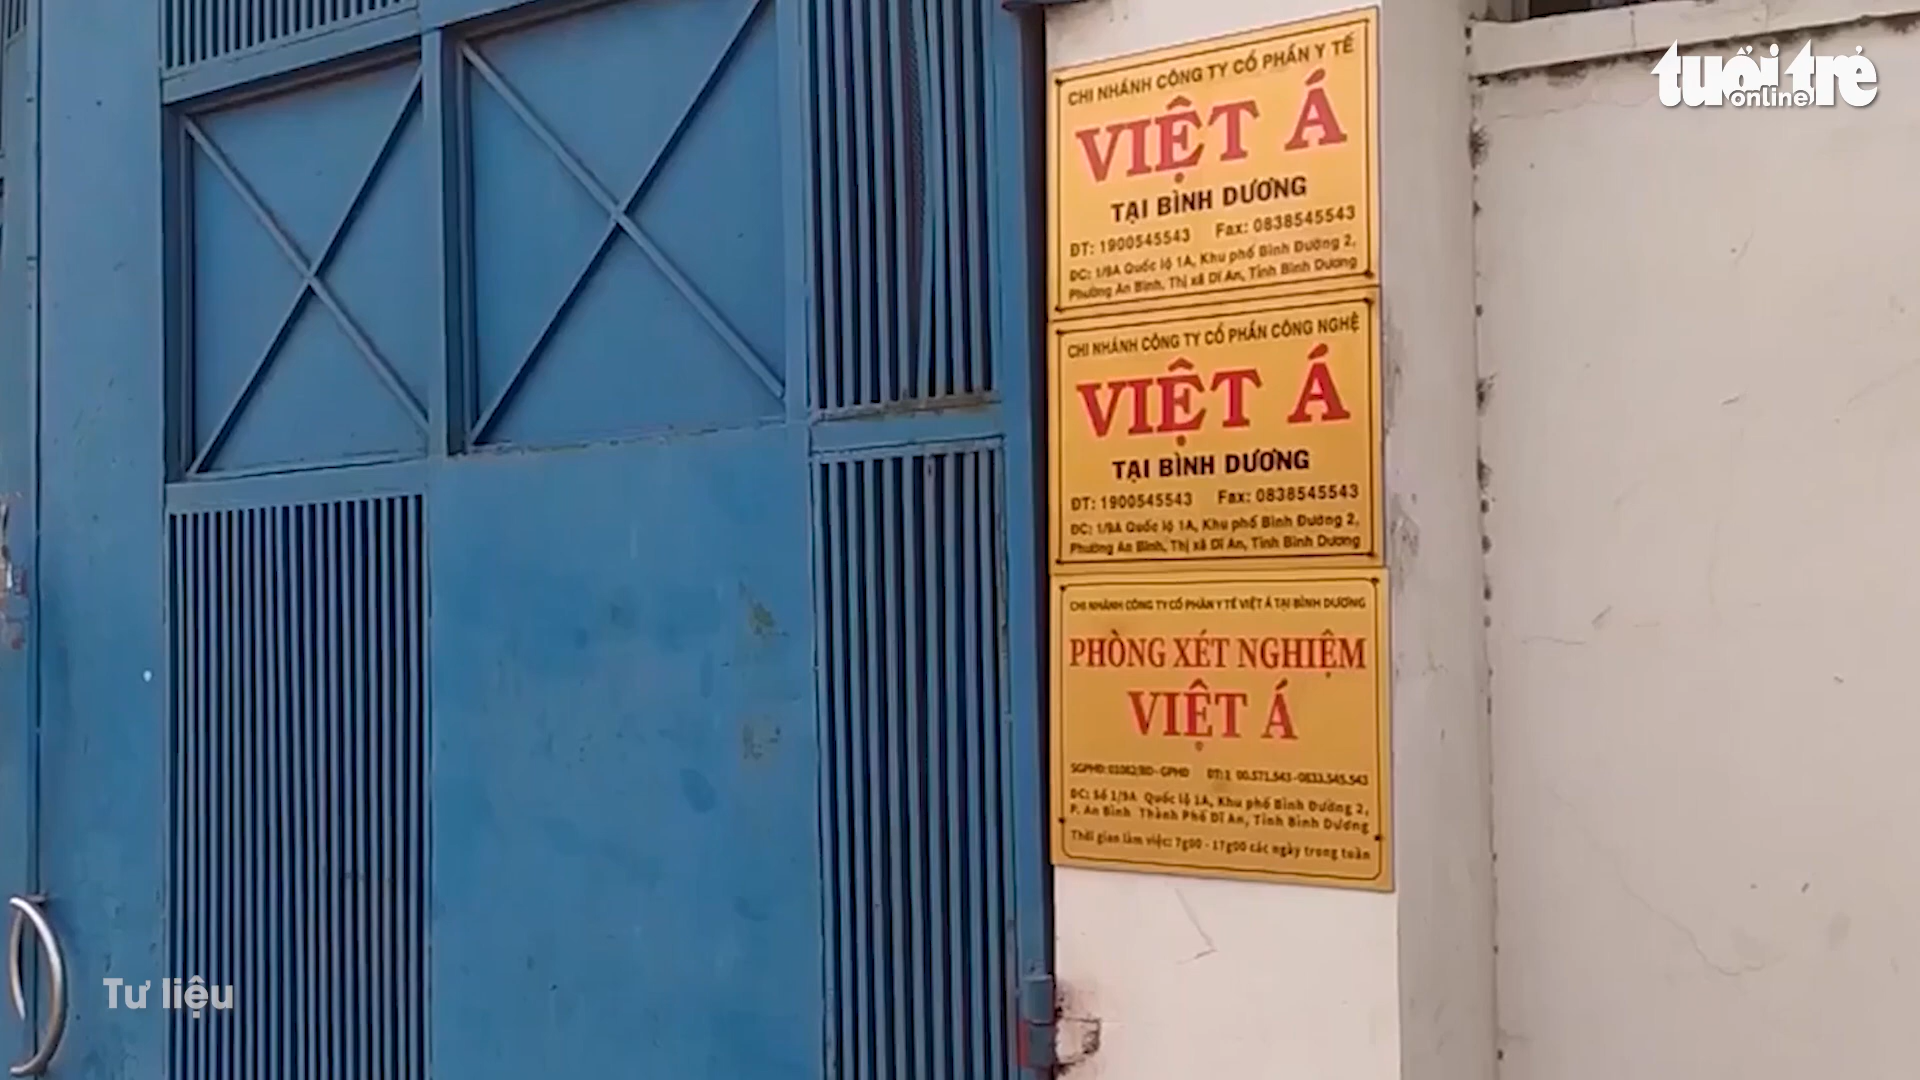 tuổi trẻ
online
CHI NHÁNH CÔNG TY CỔ PHẦN Y TẾ
VIỆT Á
TẠI BÌNH DƯƠNG
ĐT: 1900545543 Fax: 0838545543
ĐC: 1/9A Quốc lộ 1A, Khu phố Bình Đường 2,
Phường An Bình, Thị xã Dĩ An, Tỉnh Bình Dương
CHI NHÁNH CÔNG TY CỔ PHẦN CÔNG NGHỆ
VIỆT Á
TẠI BÌNH DƯƠNG
ĐT: 1900545543 Fax: 0838545543
ĐC: 1/9A Quốc lộ 1A, Khu phố Bình Đường 2,
Phường An Bình, Thị xã Dĩ An, Tỉnh Bình Dương
CHI NHÁNH CÔNG TY CỔ PHẦN Y TẾ VIỆT Á TẠI BÌNH DƯƠNG
PHÒNG XÉT NGHIỆM
VIỆT Á
ĐC: Số 1/9A Quốc lộ 1A, Khu phố Bình Đường 2,
P. An Bình Thành Phố Dĩ An, Tỉnh Bình Dương
Thời gian làm việc: 7g00 - 17g00 các ngày trong tuần
Tư liệu